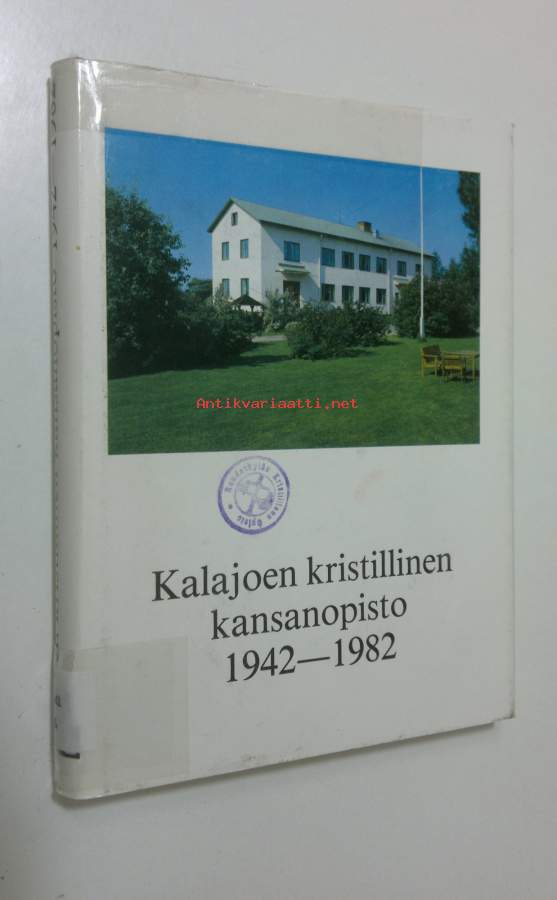 Antikvariaatti.net
Kalajoen kristillinen
kansanopisto
1942—1982